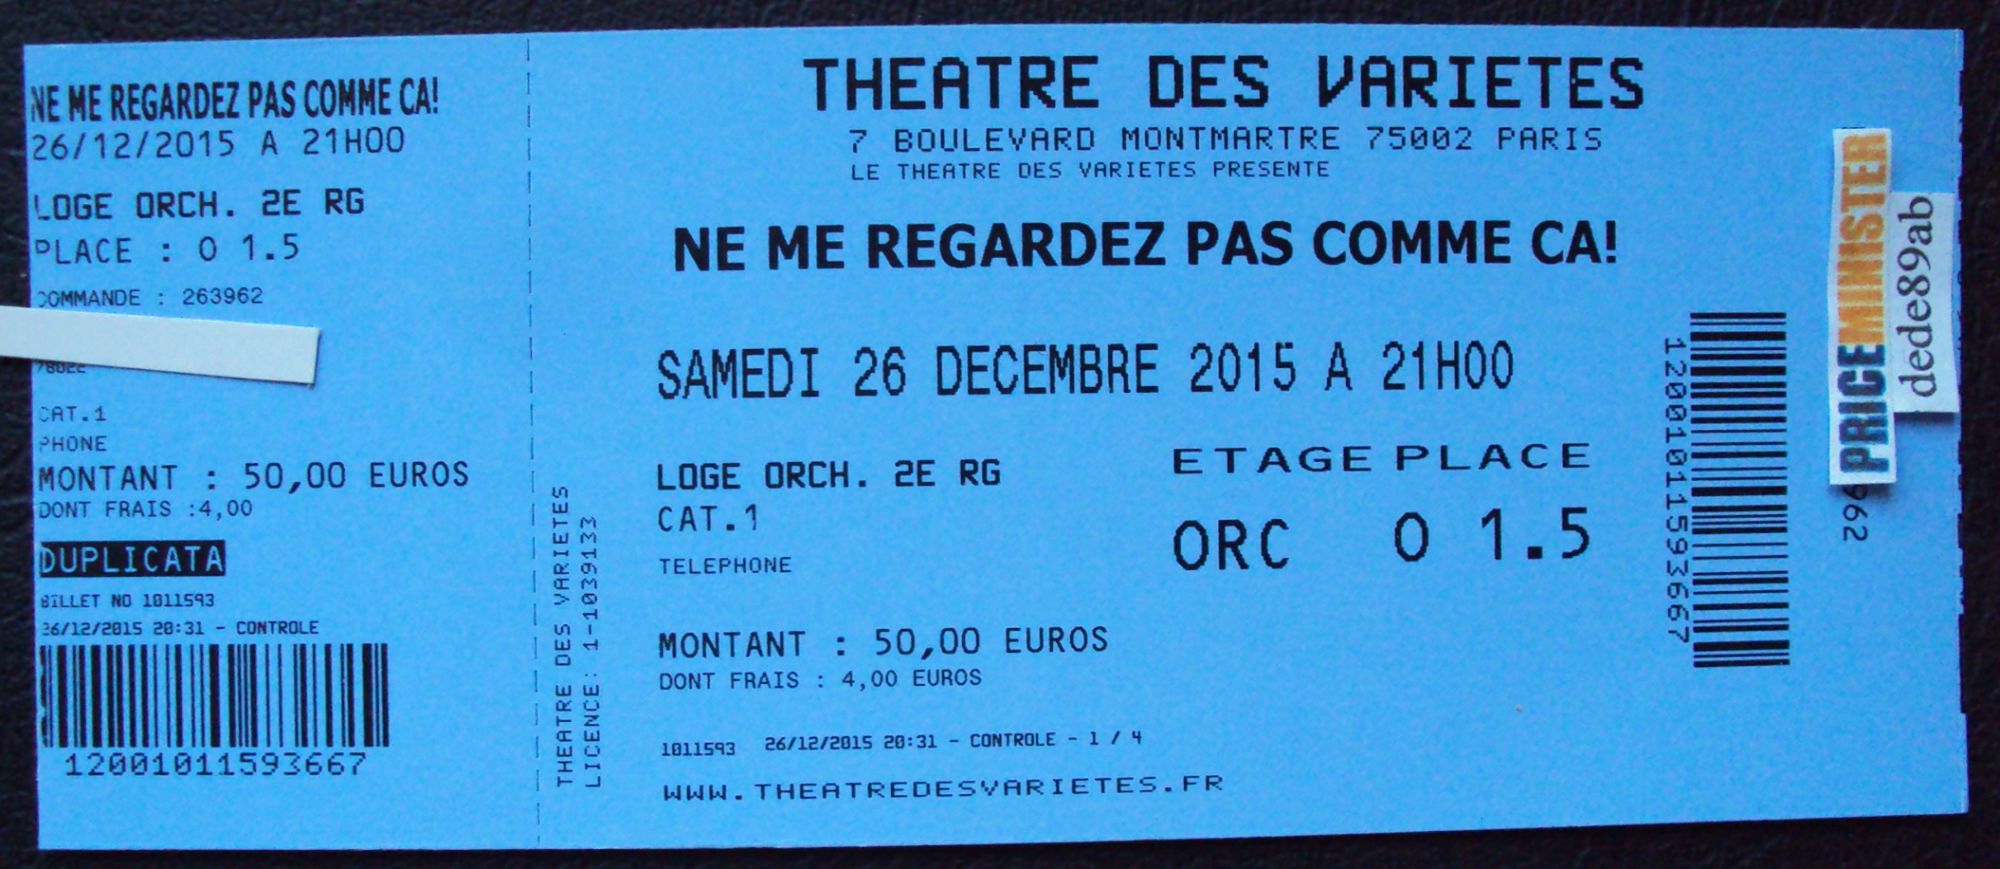 NE ME REGARDEZ PAS COMME CA!
26/12/2015 A 21H00
LOGE ORCH. 2E RG
PLACE : O 1.5
COMMANDE : 263962
CAT.1
PHONE
MONTANT : 50,00 EUROS
DONT FRAIS :4,00
DUPLICATA
BILLET NO 1011593
26/12/2015 20:31 - CONTROLE
12001011593667
THEATRE DES VARIETES
LICENCE: 1-1039133
THEATRE DES VARIETES
7 BOULEVARD MONTMARTRE 75002 PARIS
LE THEATRE DES VARIETES PRESENTE
NE ME REGARDEZ PAS COMME CA!
SAMEDI 26 DECEMBRE 2015 A 21H00
LOGE ORCH. 2E RG
CAT.1
TELEPHONE
ETAGE PLACE
ORC O 1.5
MONTANT : 50,00 EUROS
DONT FRAIS : 4,00 EUROS
1011593 26/12/2015 20:31 - CONTROLE - 1 / 4
WWW.THEATREDESVARIETES.FR
12001011593667
PRICEMINISTER
dede89ab